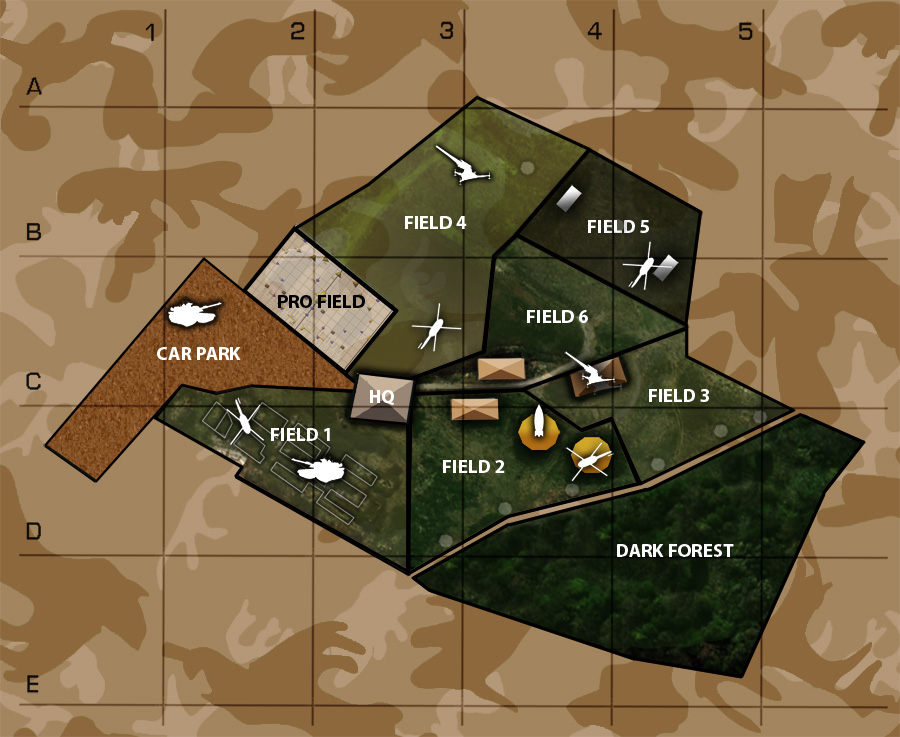 1
2
3
4
5
A
B
C
D
E
FIELD 4
FIELD 5
PRO FIELD
FIELD 6
CAR PARK
HQ
FIELD 3
FIELD 1
FIELD 2
DARK FOREST